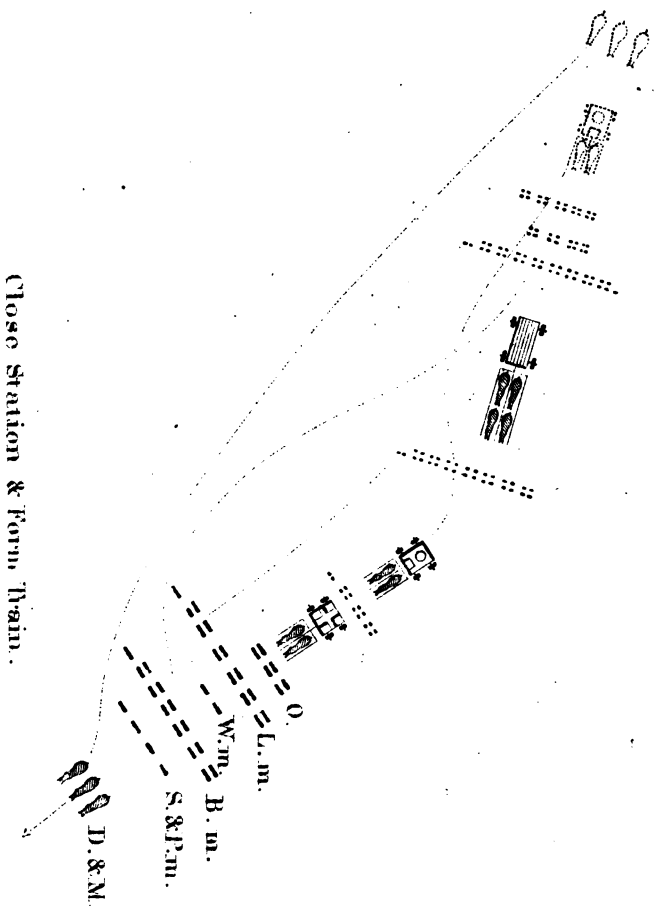 Close Station & Form Train.
O.
L. m.
W. m.
B. m.
S. & P. m.
D. & M.